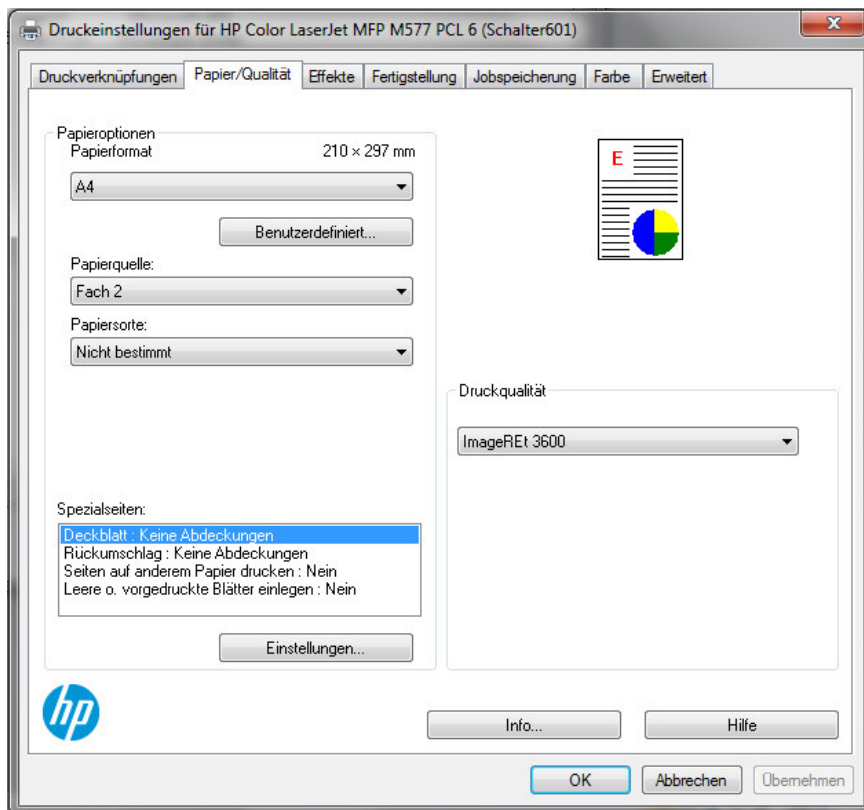 Druckeinstellungen für HP Color LaserJet MFP M577 PCL 6 (Schalter601)
Druckverknüpfungen Papier/Qualität Effekte Fertigstellung Jobspeicherung Farbe Erweitert
Papieroptionen
Papierformat 210 × 297 mm
A4
Benutzerdefiniert...
Papierquelle:
Fach 2
Papiersorte:
Nicht bestimmt
Spezialseiten:
Deckblatt : Keine Abdeckungen
Rückumschlag : Keine Abdeckungen
Seiten auf anderem Papier drucken : Nein
Leere o. vorgedruckte Blätter einlegen : Nein
Einstellungen...
E
Druckqualität
ImageREt 3600
hp
Info... Hilfe
OK Abbrechen Übernehmen